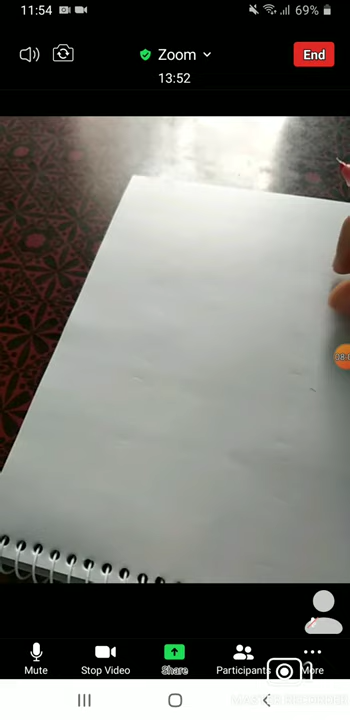 11:54
69%
Zoom
End
13:52
Mute
Stop Video
Share
Participants
More